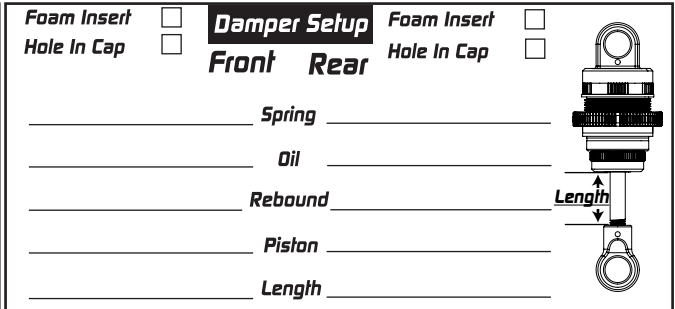 Foam Insert Damper Setup Foam Insert
Hole In Cap Front Rear Hole In Cap
Spring
Oil
Rebound Length
Piston
Length